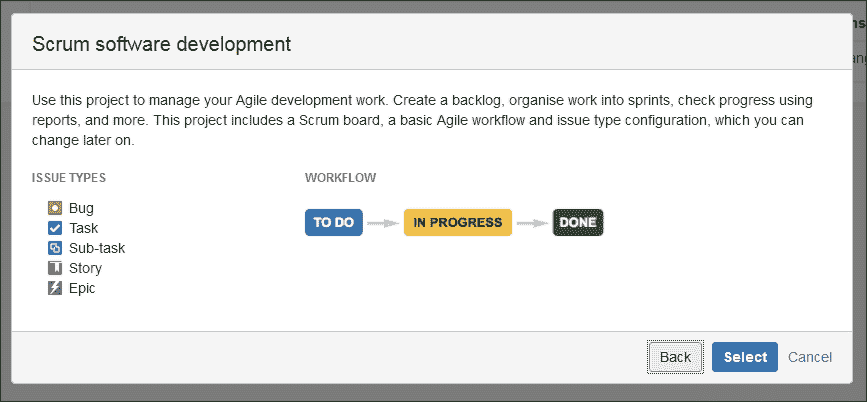 Scrum software development
Use this project to manage your Agile development work. Create a backlog, organise work into sprints, check progress using
reports, and more. This project includes a Scrum board, a basic Agile workflow and issue type configuration, which you can
change later on.
ISSUE TYPES
Bug
Task
Sub-task
Story
Epic
WORKFLOW
TO DO
IN PROGRESS
DONE
Back
Select
Cancel